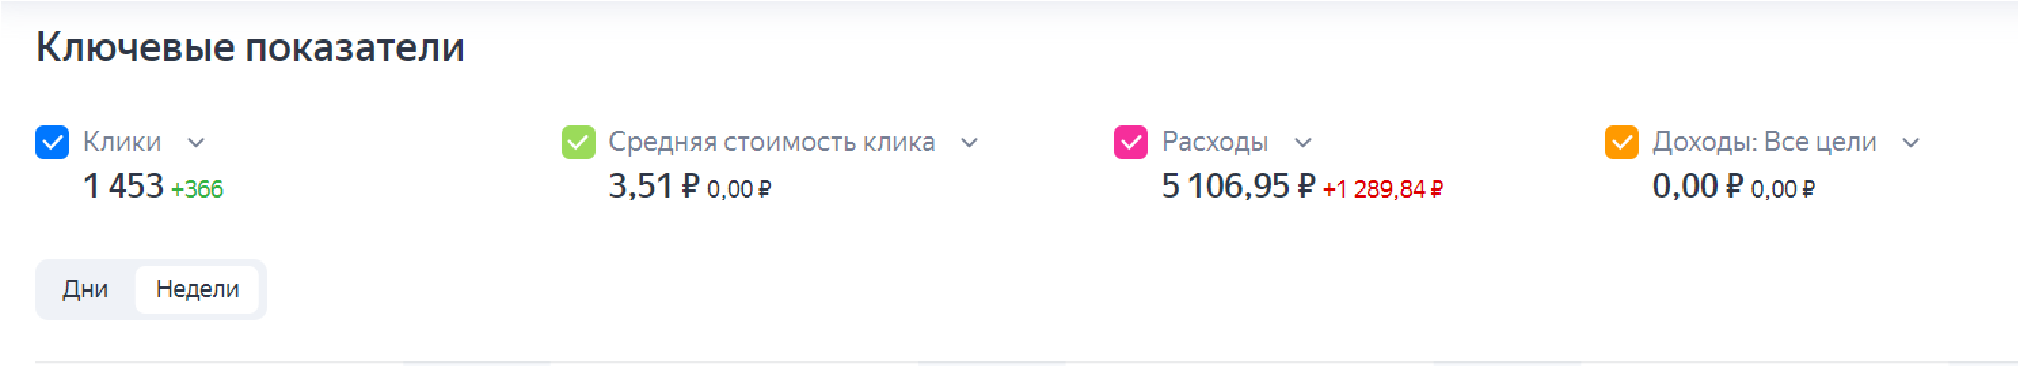 Ключевые показатели
Клики Средняя стоимость клика Расходы Доходы: Все цели
1 453 +366 3,51 ₽ 0,00 ₽ 5 106,95 ₽ +1 289,84 ₽ 0,00 ₽ 0,00 ₽
Дни Недели